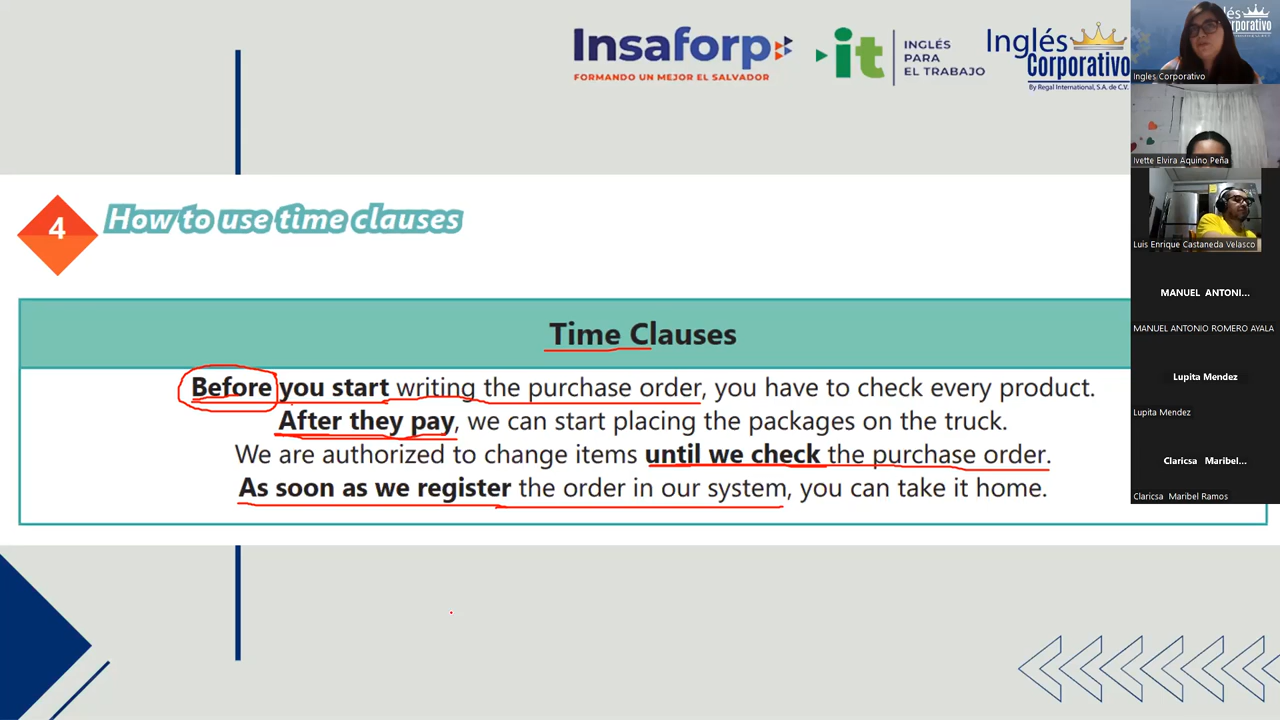 Insaforp
FORMANDO UN MEJOR EL SALVADOR
it
INGLÉS
PARA
EL TRABAJO
Inglés
Corporativo
By Regal International, S.A. de C.V.
Ingles Corporativo
Ivette Elvira Aquino Peña
Luis Enrique Castaneda Velasco
MANUEL ANTONI...
MANUEL ANTONIO ROMERO AYALA
Lupita Mendez
Lupita Mendez
Claricsa Maribel...
Claricsa Maribel Ramos
4
How to use time clauses
Time Clauses
Before you start writing the purchase order, you have to check every product.
After they pay, we can start placing the packages on the truck.
We are authorized to change items until we check the purchase order.
As soon as we register the order in our system, you can take it home.